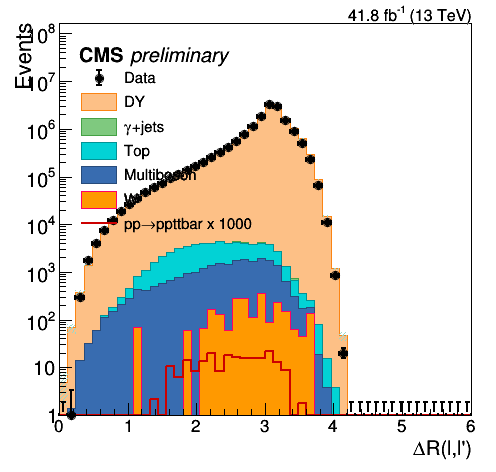 41.8 fb⁻¹ (13 TeV)
Events
CMS preliminary
Data
DY
γ+jets
Top
Multiboson
pp→ppttbar x 1000
10⁸
10⁷
10⁶
10⁵
10⁴
10³
10²
10
1
0 1 2 3 4 5 6
ΔR(l,l')